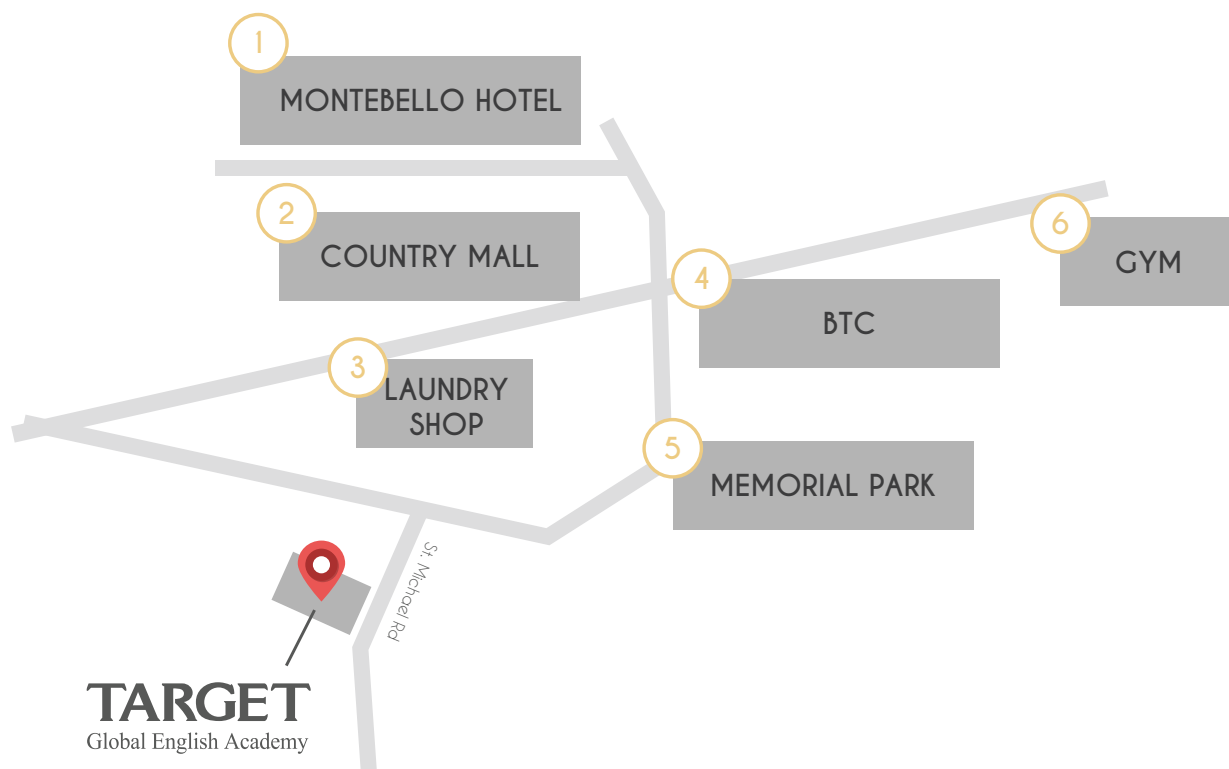 1
MONTEBELLO HOTEL
2
COUNTRY MALL
6
GYM
4
BTC
3
LAUNDRY
SHOP
5
MEMORIAL PARK
St. Michael Rd
TARGET
Global English Academy